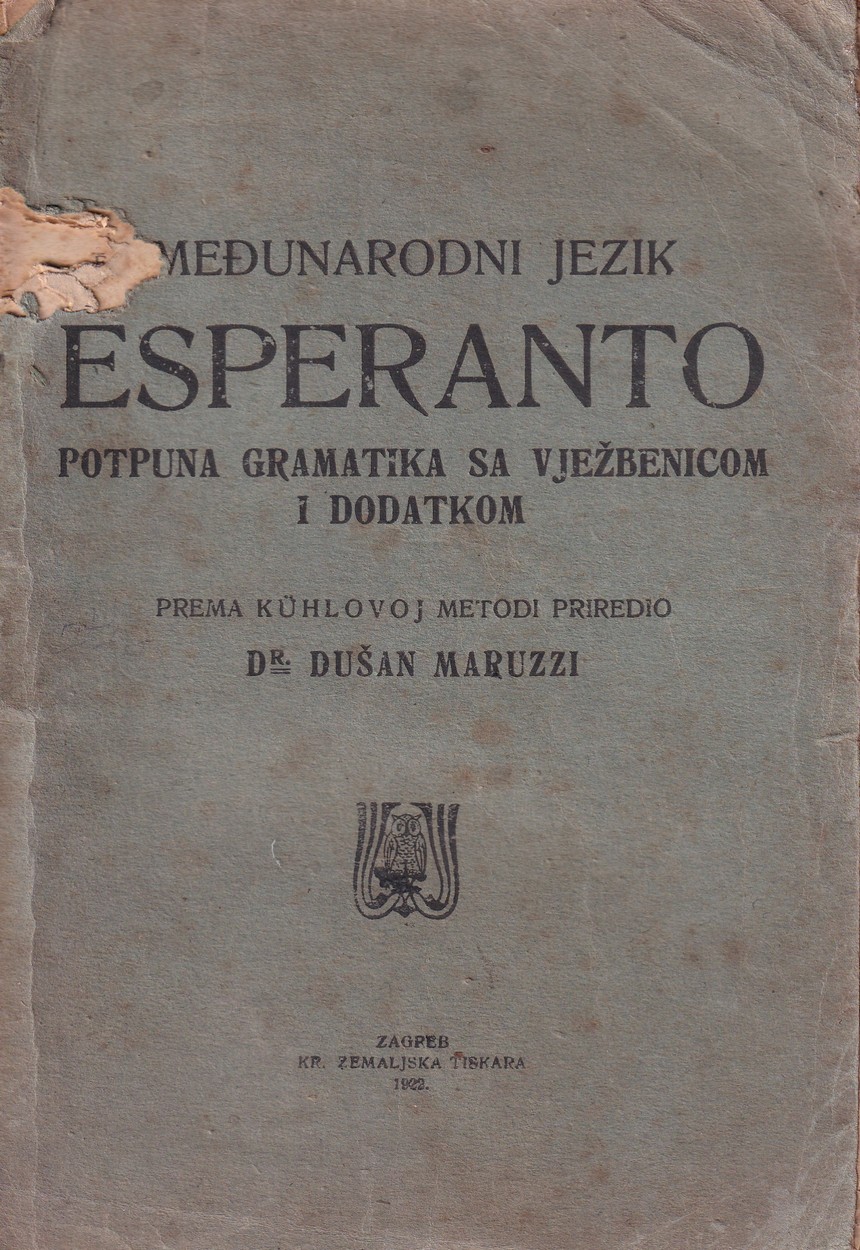 MEĐUNARODNI JEZIK
ESPERANTO
POTPUNA GRAMATIKA SA VJEŽBENICOM
I DODATKOM
PREMA KÜHLOVOJ METODI PRIREDIO
DR. DUŠAN MARUZZI
ZAGREB
KR. ZEMALJSKA TISKARA
1922.